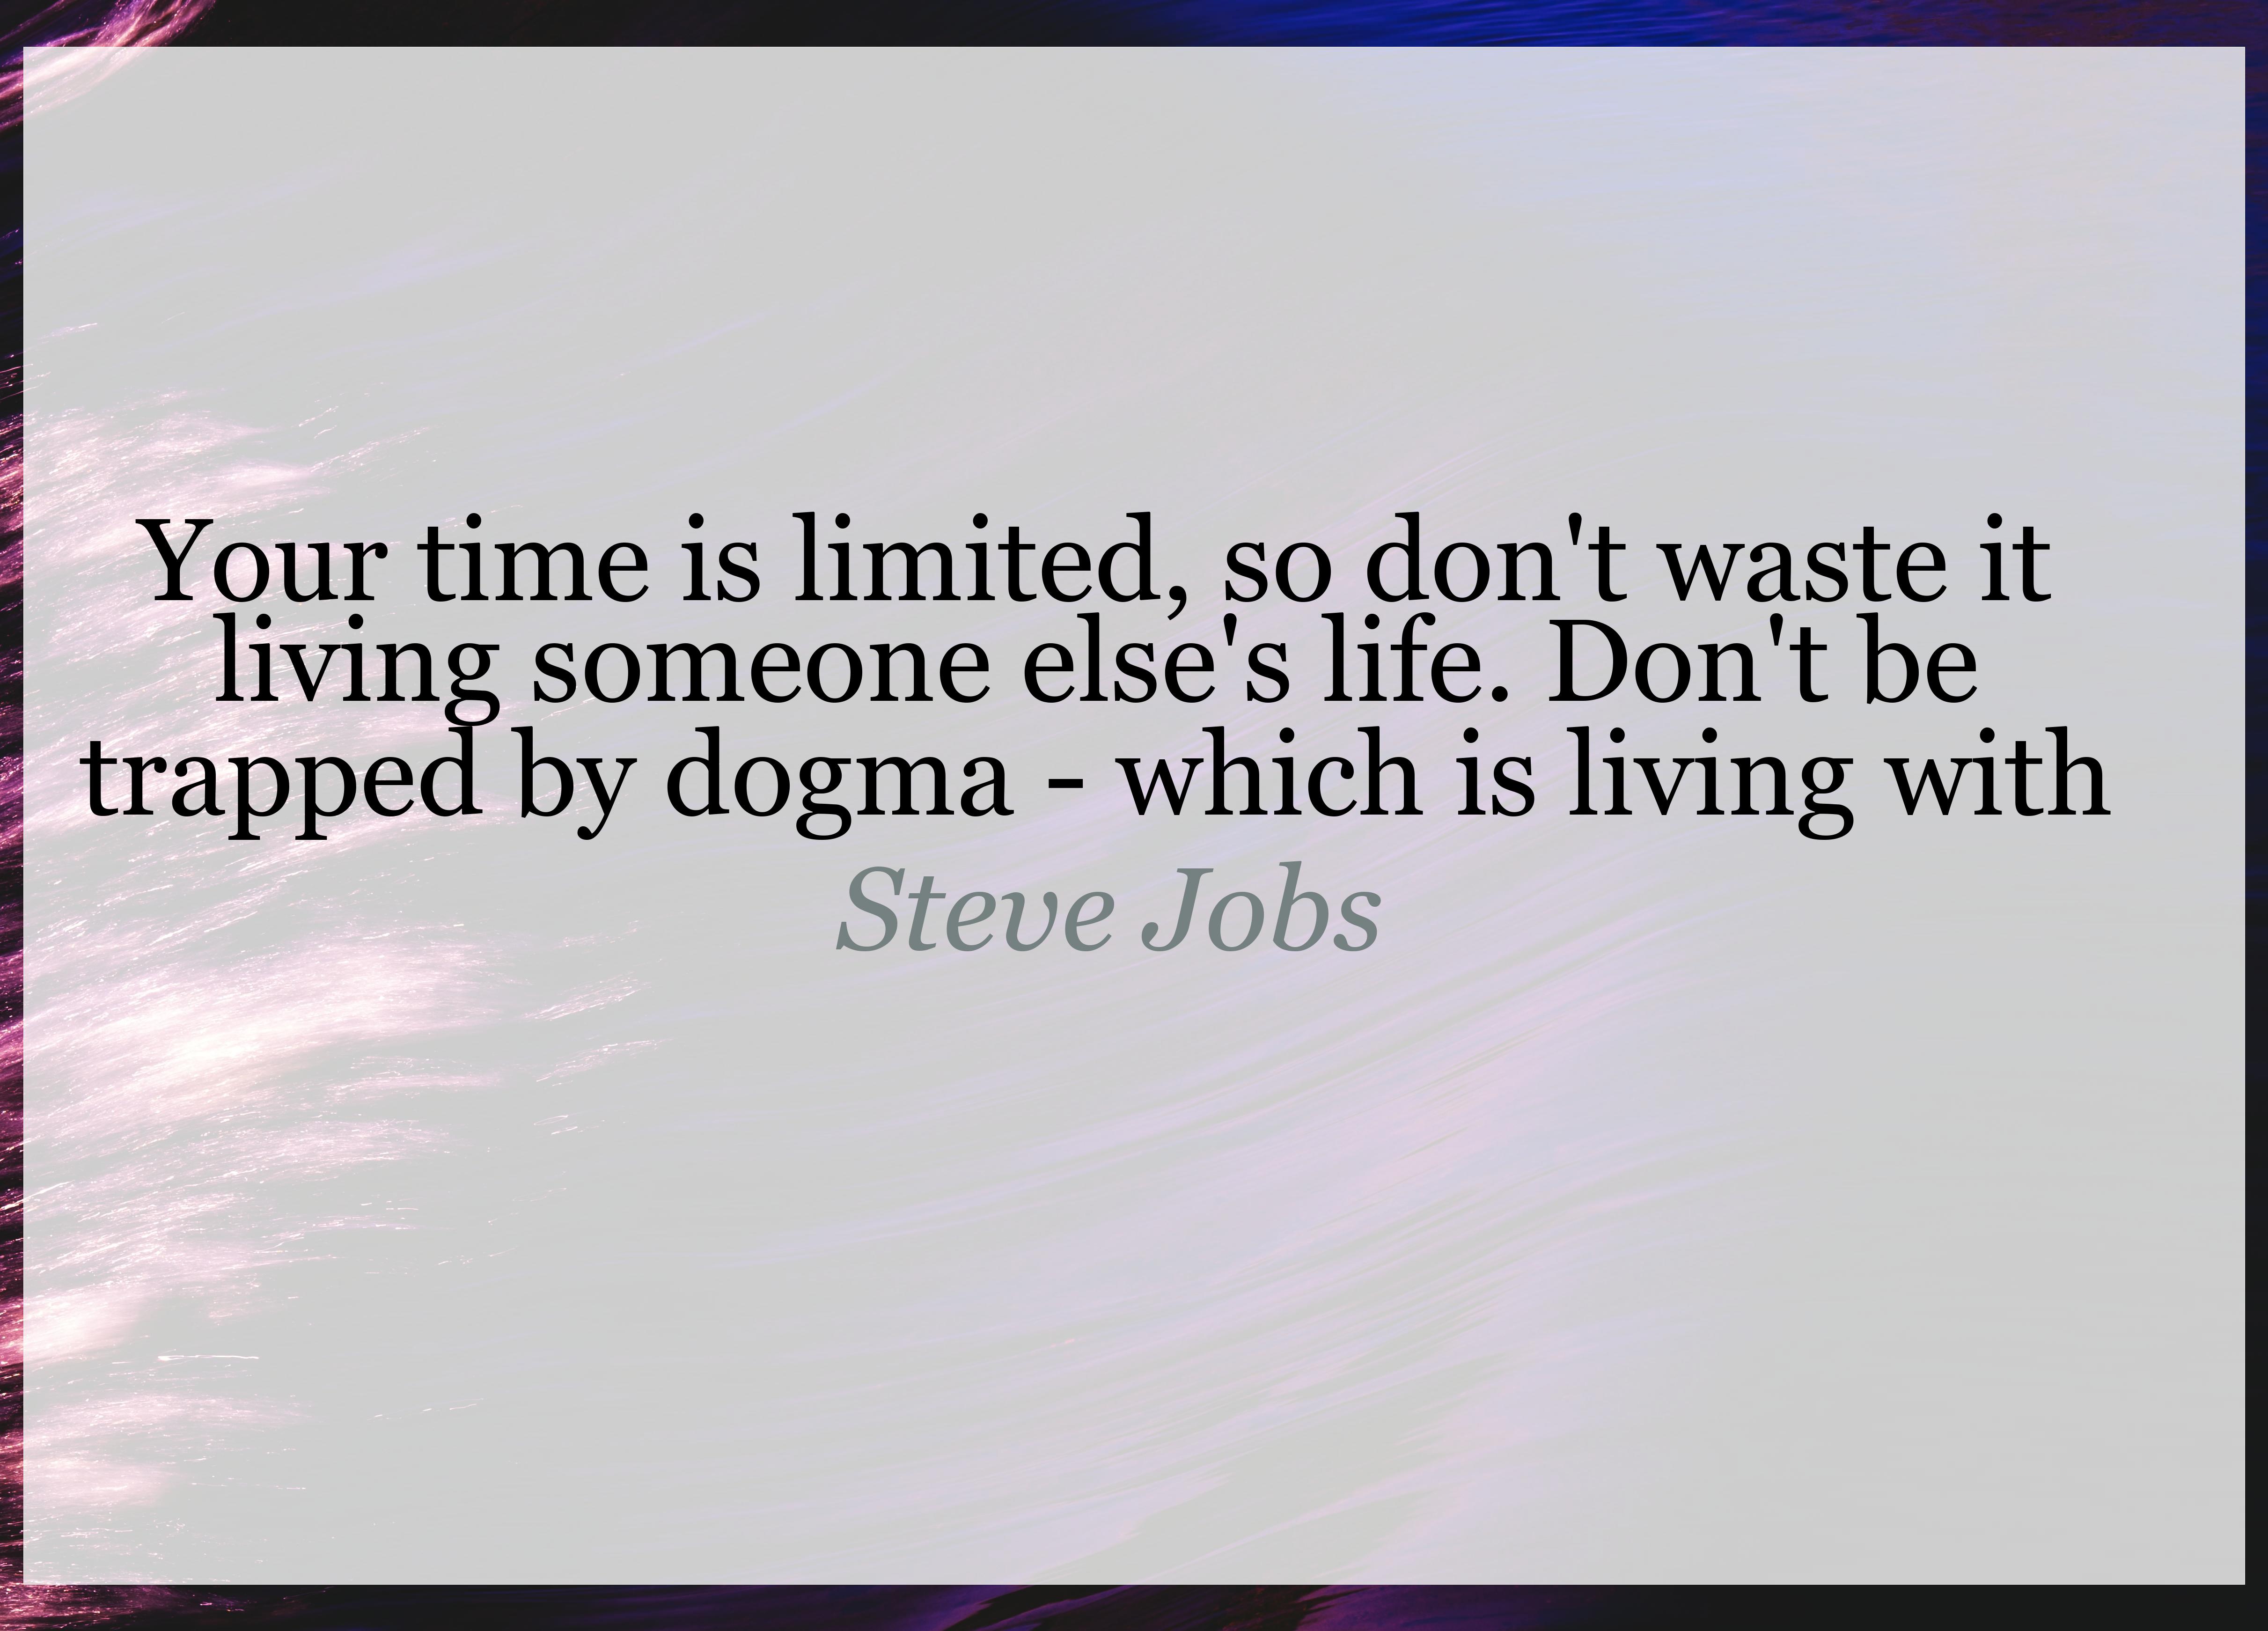 Your time is limited, so don't waste it
living someone else's life. Don't be
trapped by dogma - which is living with
Steve Jobs